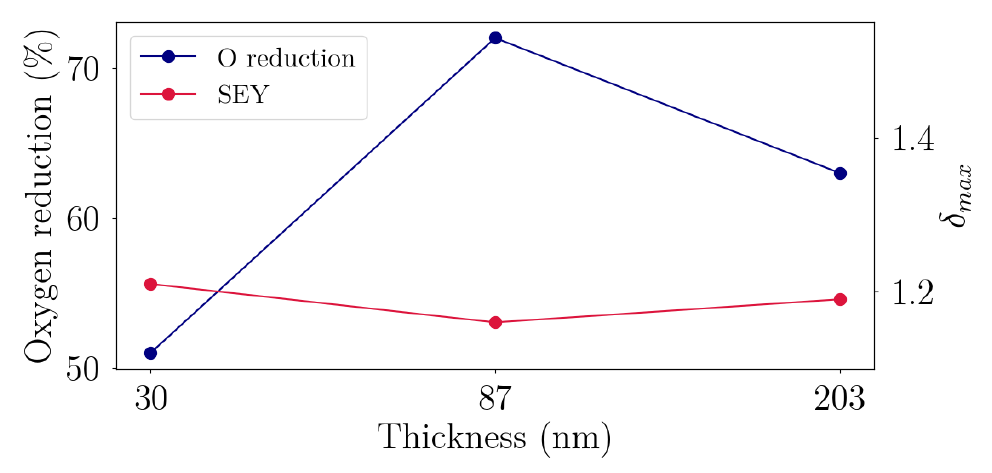 O reduction
SEY
Oxygen reduction (%)
70
60
50
1.4
1.2
δmax
30 87 203
Thickness (nm)